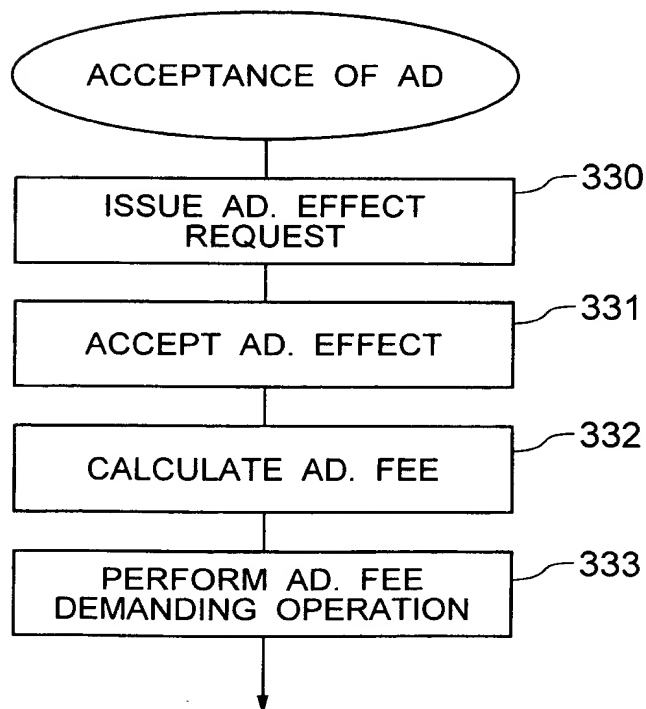 ACCEPTANCE OF AD
330
ISSUE AD. EFFECT
REQUEST
331
ACCEPT AD. EFFECT
332
CALCULATE AD. FEE
333
PERFORM AD. FEE
DEMANDING OPERATION